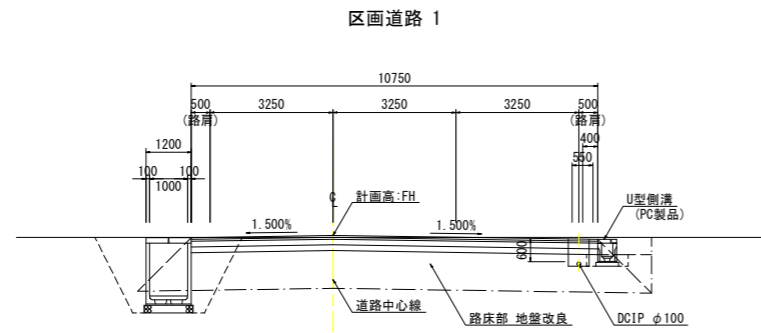 区画道路 1
10750
500 3250 3250 3250 500
(路肩) (路肩)
400
1200
550
100 100
1000
℄ 計画高:FH
U型側溝
(PC製品)
1.500% 1.500%
600
道路中心線
路床部 地盤改良
DCIP φ100